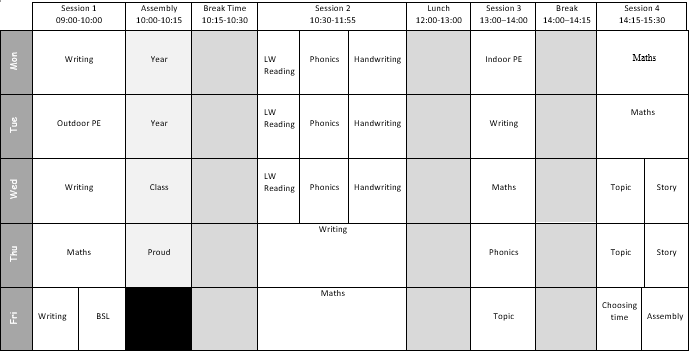 Session 1 Assembly Break Time Session 2 Lunch Session 3 Break Session 4
09:00-10:00 10:00-10:15 10:15-10:30 10:30-11:55 12:00-13:00 13:00–14:00 14:00–14:15 14:15-15:30
Mon Writing Year LW Reading Phonics Handwriting Indoor PE Maths
Tue Outdoor PE Year LW Reading Phonics Handwriting Writing Maths
Wed Writing Class LW Reading Phonics Handwriting Maths Topic Story
Thu Maths Proud Writing Phonics Topic Story
Fri Writing BSL Maths Topic Choosing time Assembly